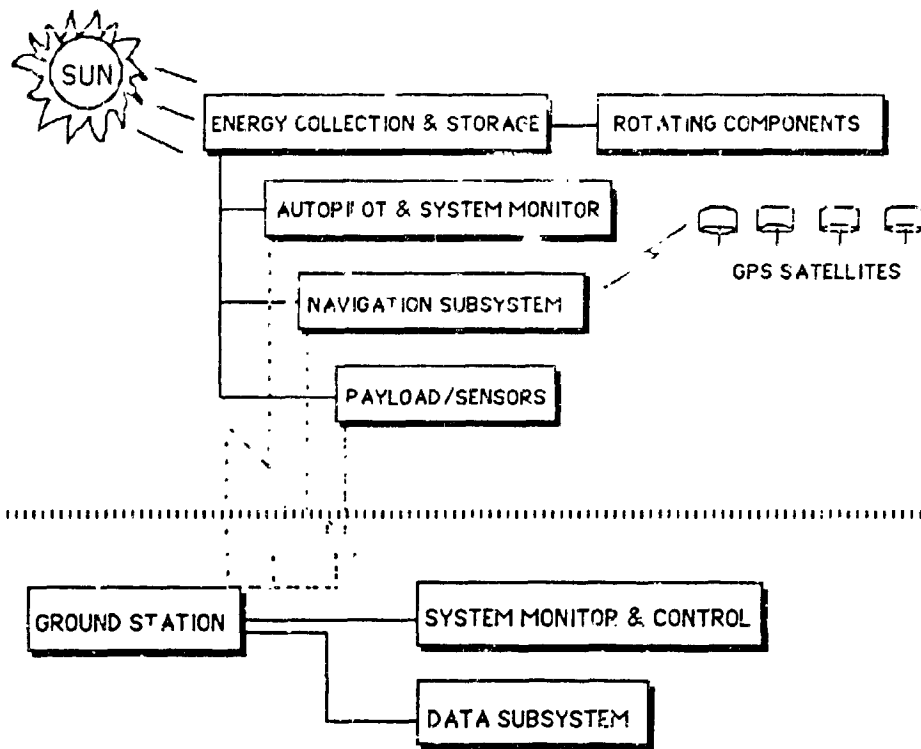 SUN
ENERGY COLLECTION & STORAGE
ROTATING COMPONENTS
AUTOPILOT & SYSTEM MONITOR
GPS SATELLITES
NAVIGATION SUBSYSTEM
PAYLOAD/SENSORS
GROUND STATION
SYSTEM MONITOR & CONTROL
DATA SUBSYSTEM